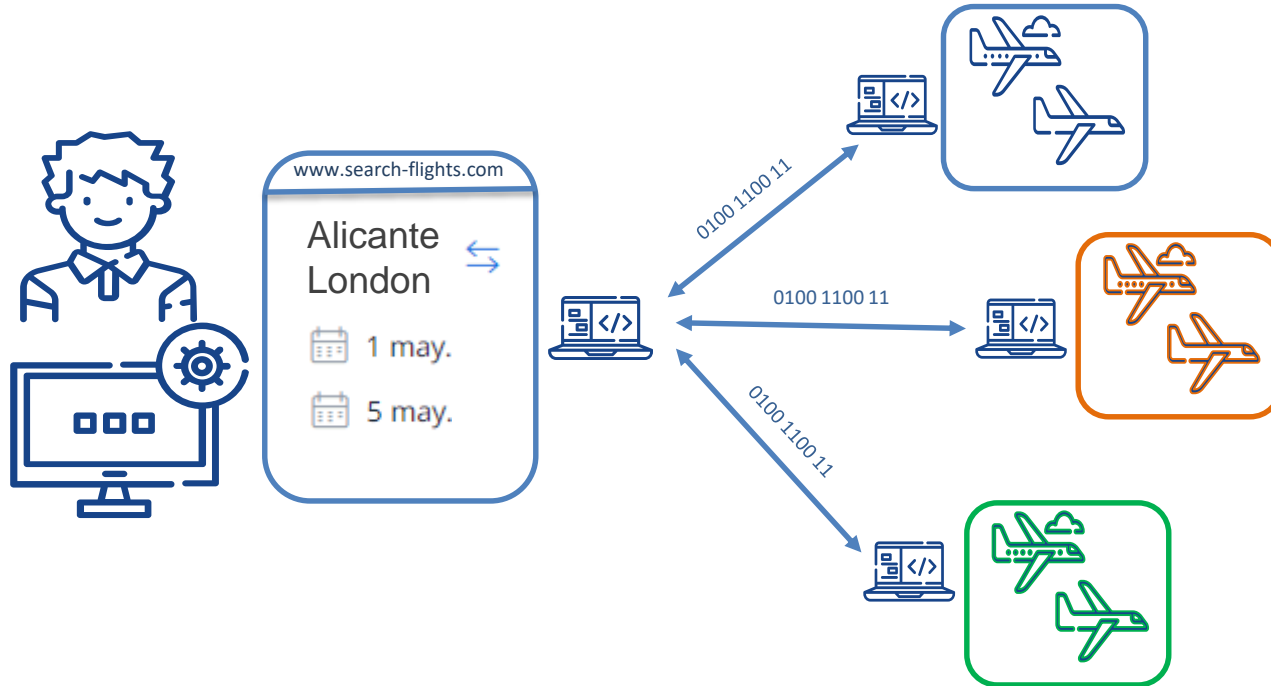 www.search-flights.com
Alicante
London
1 may.
5 may.
</>
0100 1100 11
0100 1100 11
0100 1100 11
</>
</>
</>